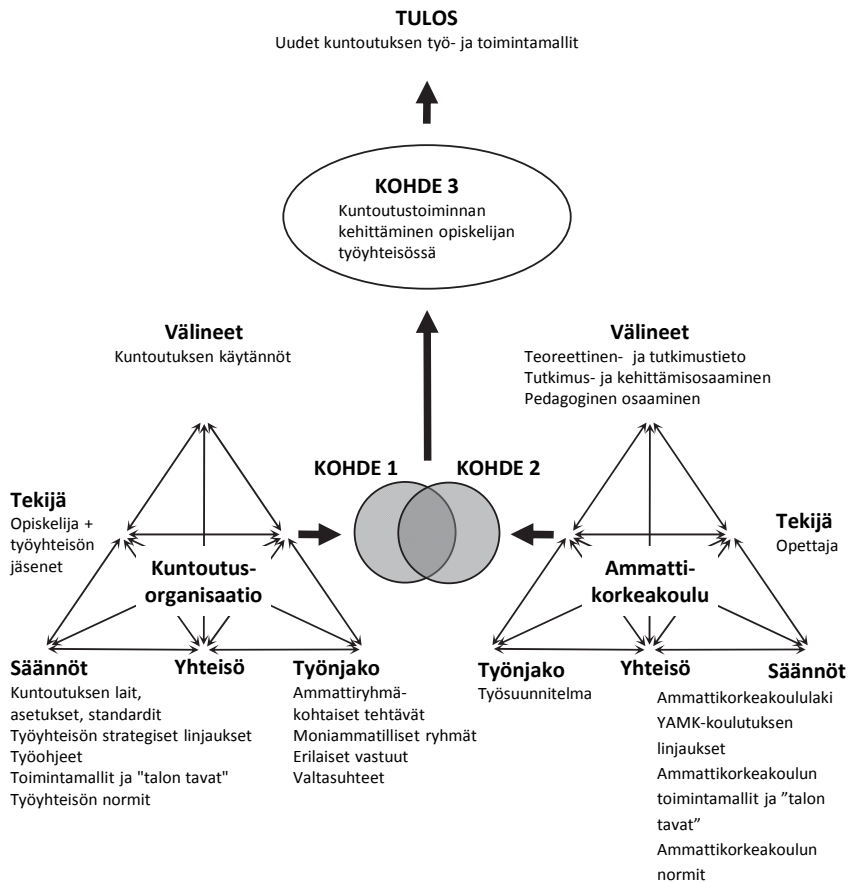 TULOS
Uudet kuntoutuksen työ- ja toimintamallit
KOHDE 3
Kuntoutustoiminnan
kehittäminen opiskelijan
työyhteisössä
Välineet
Kuntoutuksen käytännöt
Välineet
Teoreettinen- ja tutkimustieto
Tutkimus- ja kehittämisosaaminen
Pedagoginen osaaminen
KOHDE 1
KOHDE 2
Tekijä
Opiskelija +
työyhteisön
jäsenet
Kuntoutus-
organisaatio
Ammatti-
korkeakoulu
Tekijä
Opettaja
Säännöt
Kuntoutuksen lait,
asetukset, standardit
Työyhteisön strategiset linjaukset
Työohjeet
Toimintamallit ja "talon tavat"
Työyhteisön normit
Yhteisö
Työnjako
Ammattiryhmä-
kohtaiset tehtävät
Moniammatilliset ryhmät
Erilaiset vastuut
Valtasuhteet
Työnjako
Työsuunnitelma
Yhteisö
Säännöt
Ammattikorkeakoululaki
YAMK-koulutuksen
linjaukset
Ammattikorkeakoulun
toimintamallit ja ”talon
tavat”
Ammattikorkeakoulun
normit